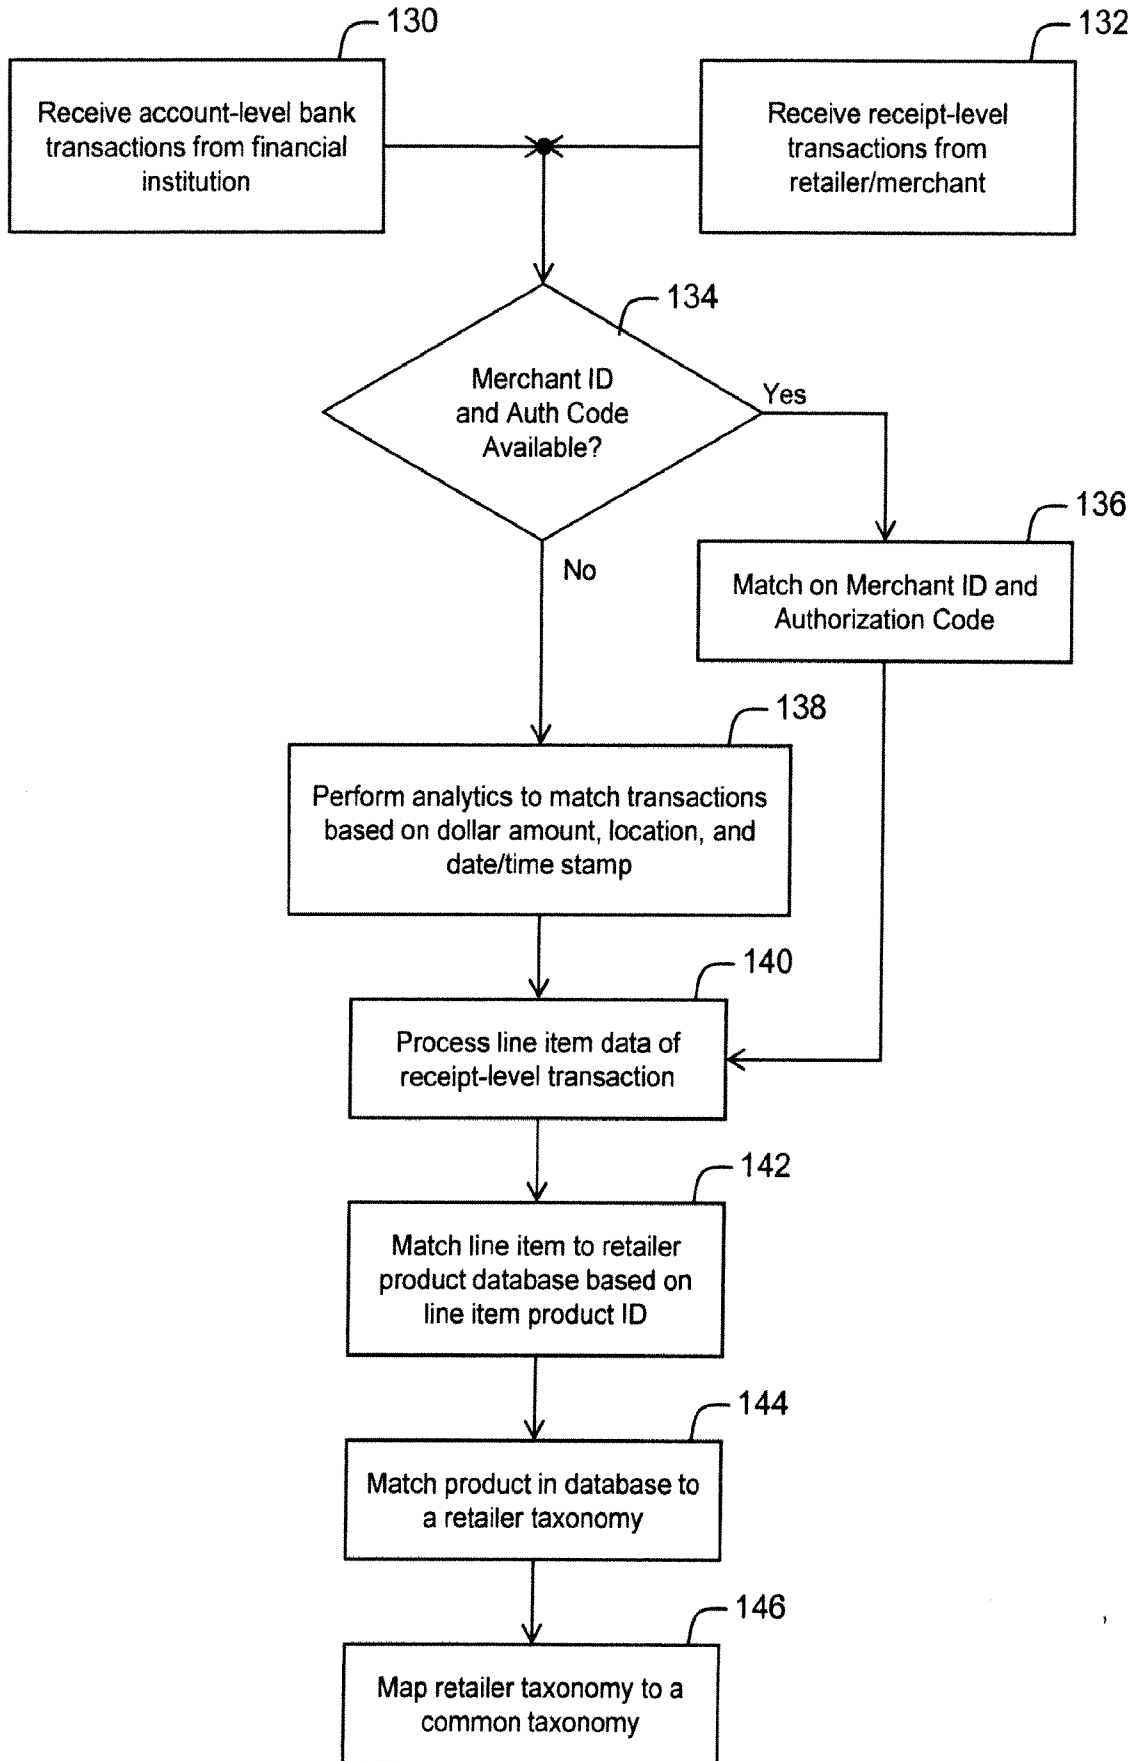 130
132
Receive account-level bank
transactions from financial
institution
Receive receipt-level
transactions from
retailer/merchant
134
Merchant ID
and Auth Code
Available?
Yes
No
136
Match on Merchant ID and
Authorization Code
138
Perform analytics to match transactions
based on dollar amount, location, and
date/time stamp
140
Process line item data of
receipt-level transaction
142
Match line item to retailer
product database based on
line item product ID
144
Match product in database to
a retailer taxonomy
146
Map retailer taxonomy to a
common taxonomy